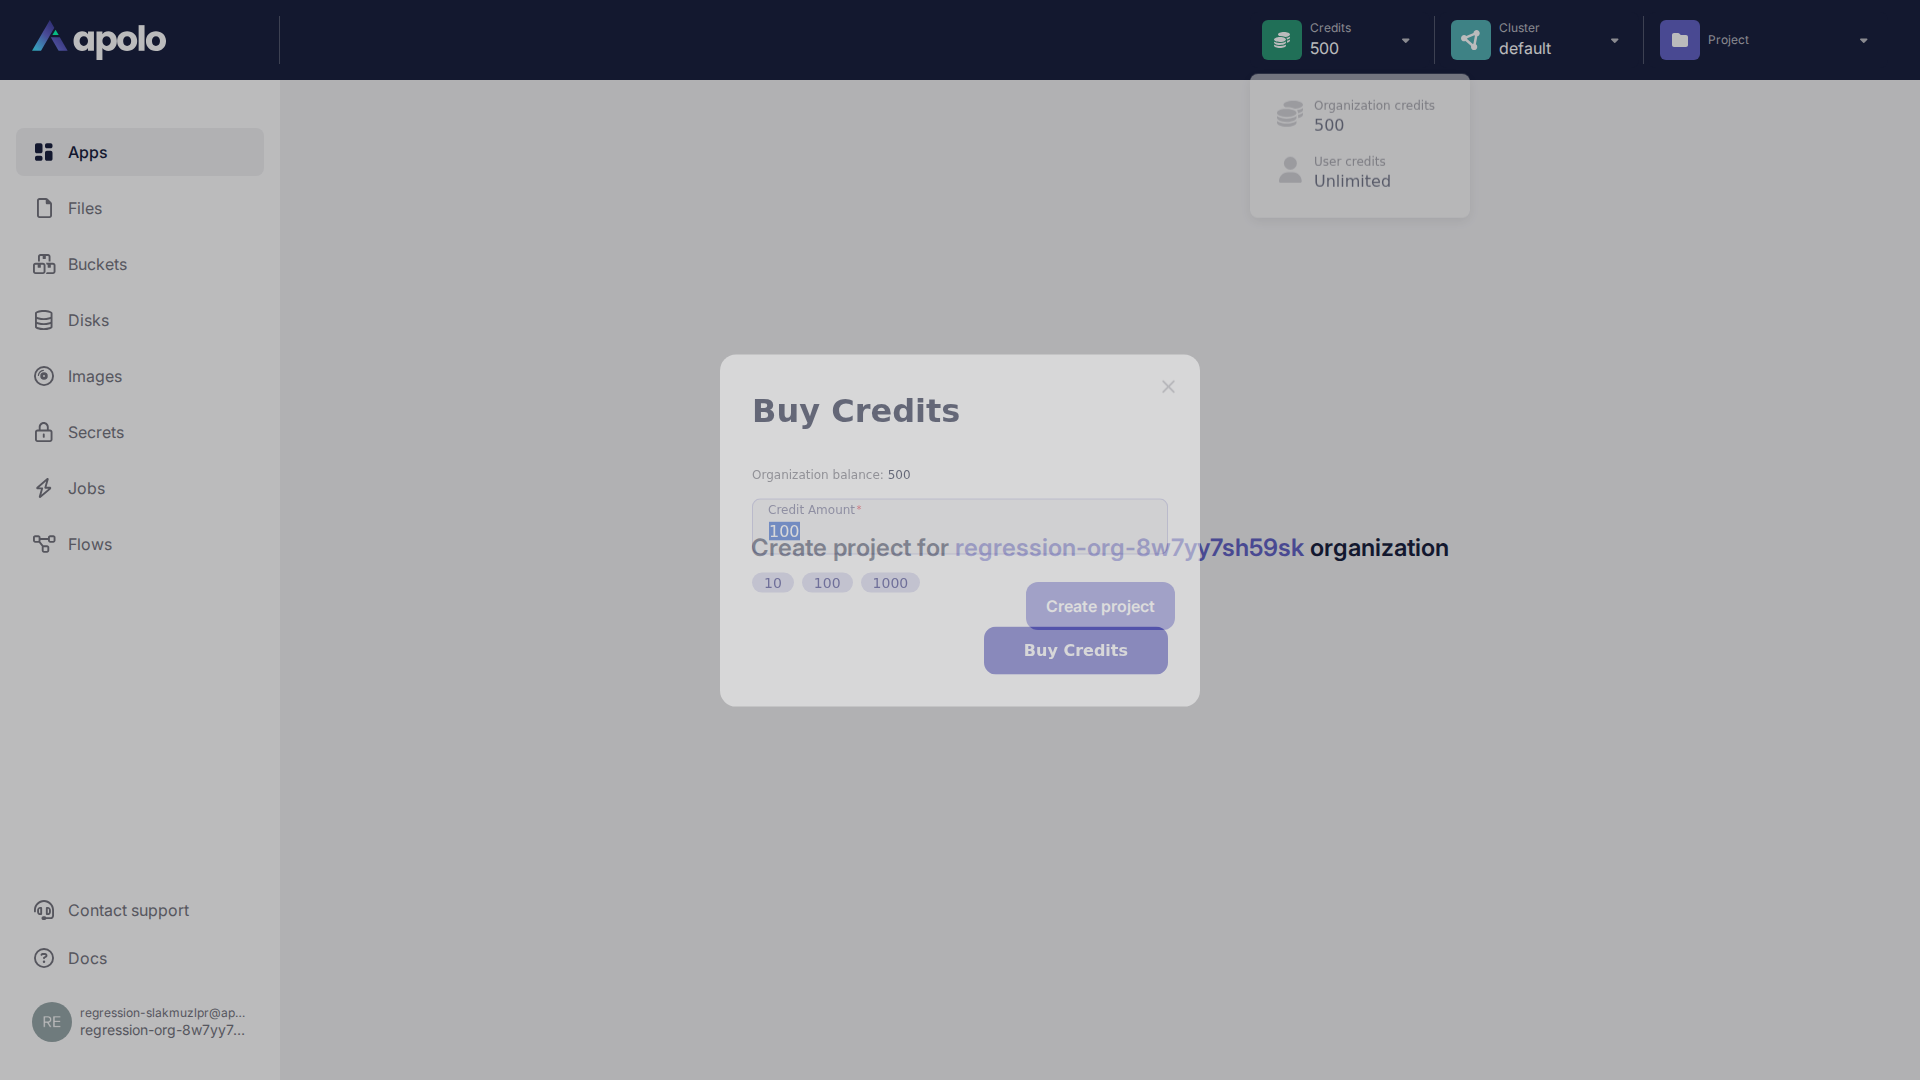 apolo
Credits
500
Cluster
default
Project
Organization credits
500
User credits
Unlimited
Apps
Files
Buckets
Disks
Images
Secrets
Jobs
Flows
Buy Credits
Organization balance: 500
Credit Amount*
100
Create project for regression-org-8w7yy7sh59sk organization
10 100 1000
Create project
Buy Credits
Contact support
Docs
RE
regression-slakmuzlpr@ap...
regression-org-8w7yy7...